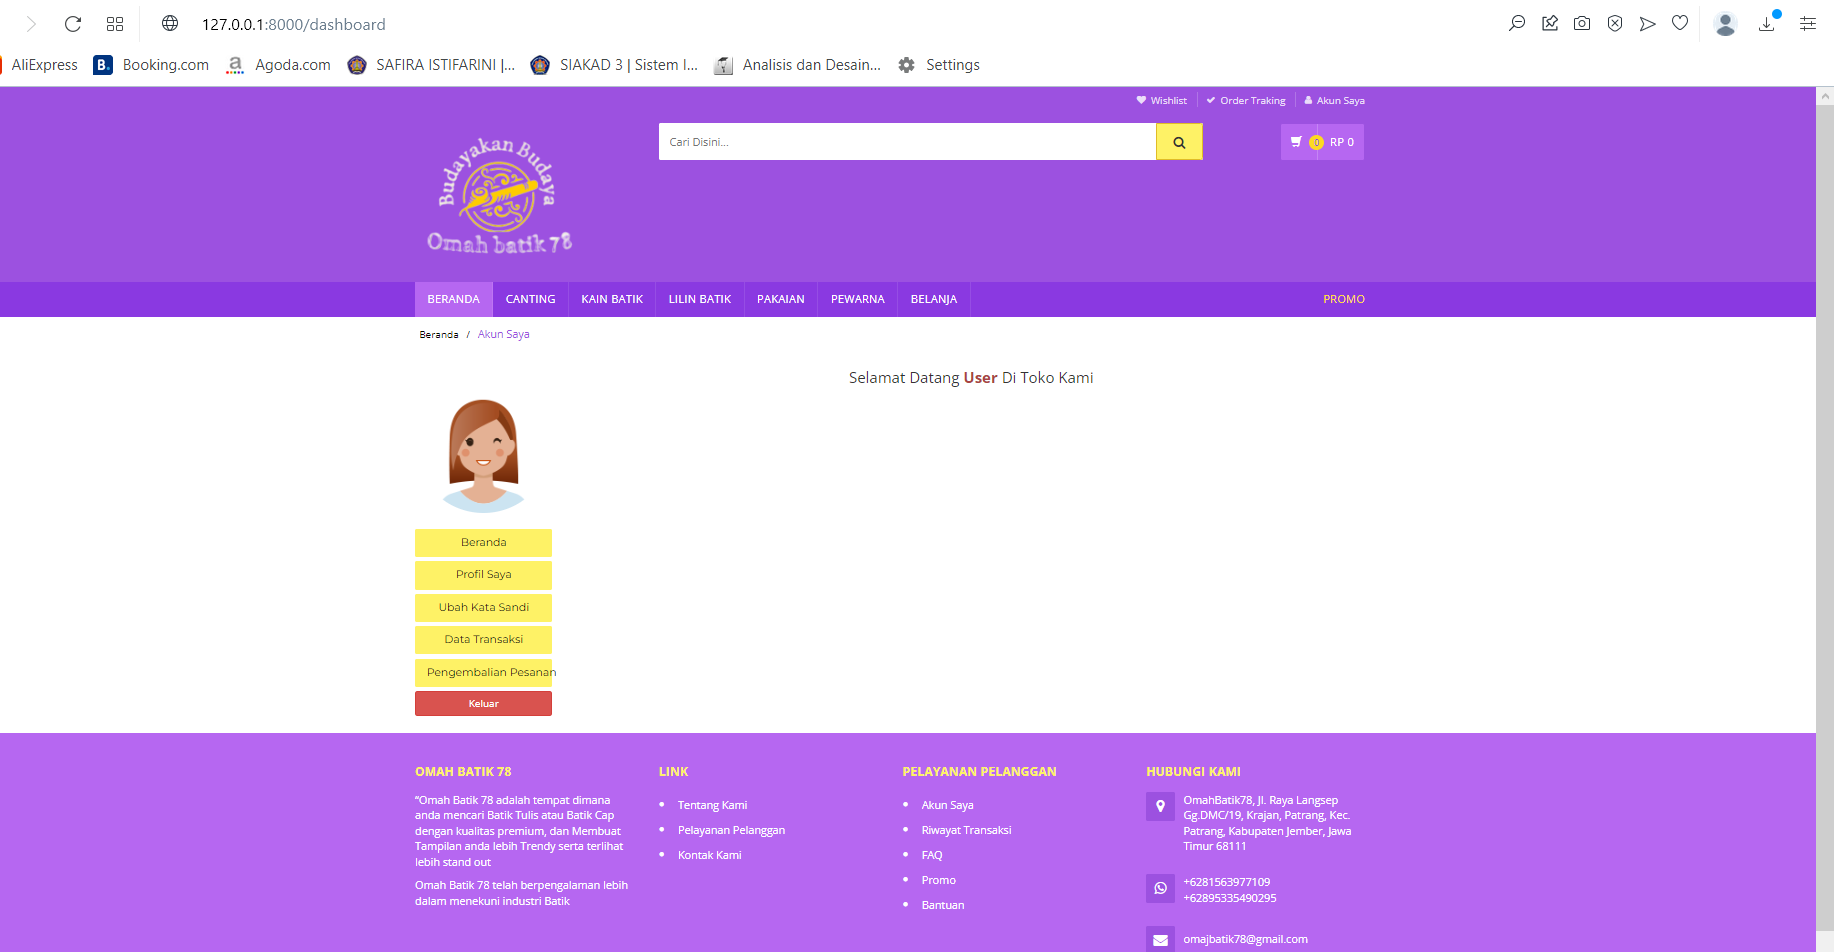 127.0.0.1:8000/dashboard
AliExpress
B. Booking.com
a Agoda.com
SAFIRA ISTIFARINI |...
SIAKAD 3 | Sistem I...
Analisis dan Desain...
Settings
Wishlist
Order Traking
Akun Saya
Cari Disini...
0
RP 0
Budayakan Budaya
Omah batik 78
BERANDA
CANTING
KAIN BATIK
LILIN BATIK
PAKAIAN
PEWARNA
BELANJA
PROMO
Beranda / Akun Saya
Selamat Datang User Di Toko Kami
Beranda
Profil Saya
Ubah Kata Sandi
Data Transaksi
Pengembalian Pesanan
Keluar
OMAH BATIK 78
“Omah Batik 78 adalah tempat dimana
anda mencari Batik Tulis atau Batik Cap
dengan kualitas premium, dan Membuat
Tampilan anda lebih Trendy serta terlihat
lebih stand out
Omah Batik 78 telah berpengalaman lebih
dalam menekuni industri Batik
LINK
Tentang Kami
Pelayanan Pelanggan
Kontak Kami
PELAYANAN PELANGGAN
Akun Saya
Riwayat Transaksi
FAQ
Promo
Bantuan
HUBUNGI KAMI
OmahBatik78, Jl. Raya Langsep
Gg.DMC/19, Krajan, Patrang, Kec.
Patrang, Kabupaten Jember, Jawa
Timur 68111
+6281563977109
+62895335490295
omajbatik78@gmail.com